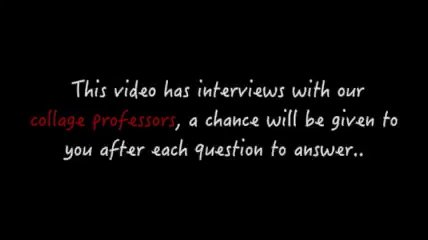 This video has interviews with our
collage professors, a chance will be given to
you after each question to answer..